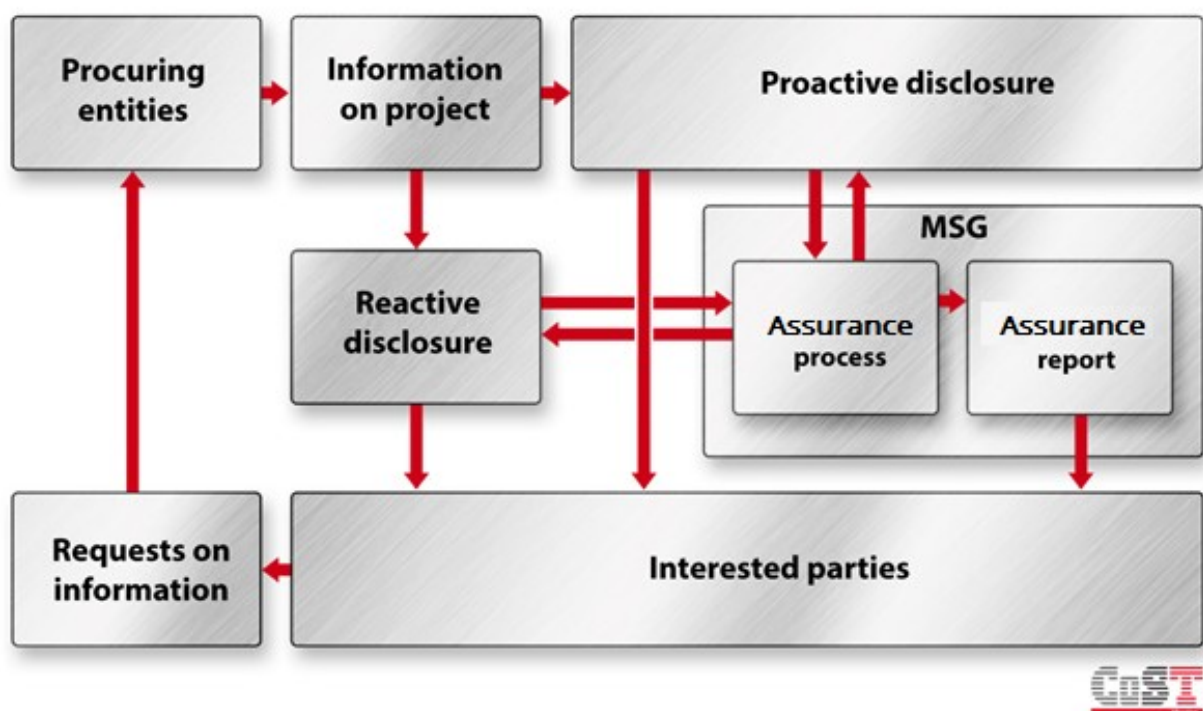 Procuring
entities
Information
on project
Proactive disclosure
MSG
Reactive
disclosure
Assurance
process
Assurance
report
Requests on
information
Interested parties
CoST